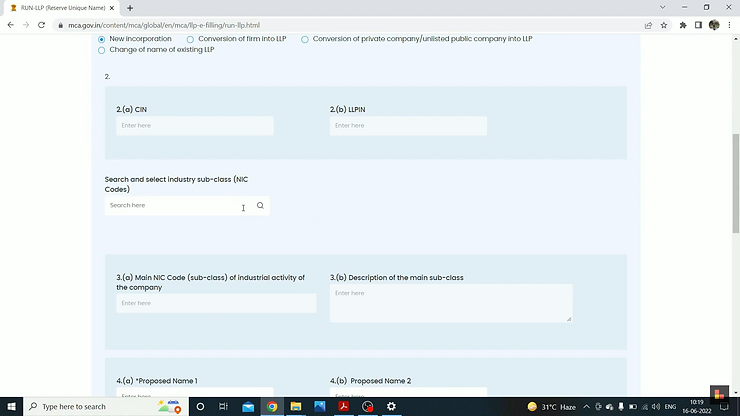 RUN-LLP (Reserve Unique Name)
mca.gov.in/content/mca/global/en/mca/llp-e-filling/run-llp.html
New incorporation Conversion of firm into LLP Conversion of private company/unlisted public company into LLP
Change of name of existing LLP
2.
2.(a) CIN 2.(b) LLPIN
Enter here Enter here
Search and select industry sub-class (NIC
Codes)
Search here
3.(a) Main NIC Code (sub-class) of industrial activity of 3.(b) Description of the main sub-class
the company
Enter here Enter here
4.(a) *Proposed Name 1 4.(b) Proposed Name 2
Enter here Enter here
Type here to search 31°C Haze ENG 10:19
16-06-2022